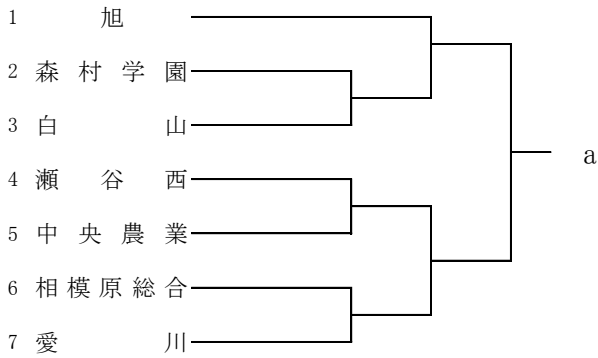 1 旭
2 森村学園
3 白山
4 瀬谷西
5 中央農業
6 相模原総合
7 愛川
a